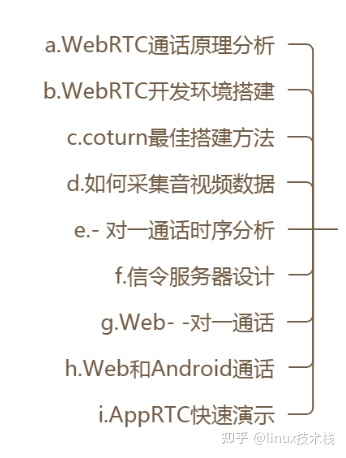 a.WebRTC通话原理分析
b.WebRTC开发环境搭建
c.coturn最佳搭建方法
d.如何采集音视频数据
e.- 对一通话时序分析
f.信令服务器设计
g.Web- -对一通话
h.Web和Android通话
i.AppRTC快速演示
知乎 @linux技术栈